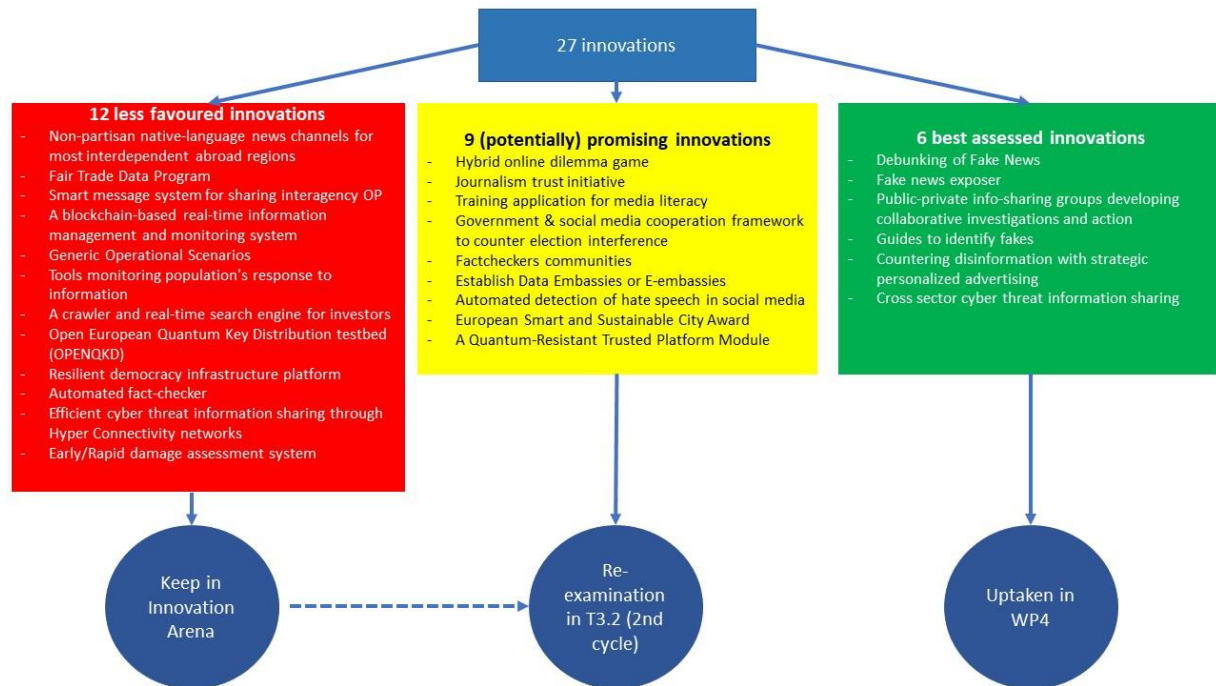 27 innovations
12 less favoured innovations
- Non-partisan native-language news channels for
most interdependent abroad regions
- Fair Trade Data Program
- Smart message system for sharing interagency OP
- A blockchain-based real-time information
management and monitoring system
- Generic Operational Scenarios
- Tools monitoring population's response to
information
- A crawler and real-time search engine for investors
- Open European Quantum Key Distribution testbed
(OPENQKD)
- Resilient democracy infrastructure platform
- Automated fact-checker
- Efficient cyber threat information sharing through
Hyper Connectivity networks
- Early/Rapid damage assessment system
9 (potentially) promising innovations
- Hybrid online dilemma game
- Journalism trust initiative
- Training application for media literacy
- Government & social media cooperation framework
to counter election interference
- Factcheckers communities
- Establish Data Embassies or E-embassies
- Automated detection of hate speech in social media
- European Smart and Sustainable City Award
- A Quantum-Resistant Trusted Platform Module
6 best assessed innovations
- Debunking of Fake News
- Fake news exposer
- Public-private info-sharing groups developing
collaborative investigations and action
- Guides to identify fakes
- Countering disinformation with strategic
personalized advertising
- Cross sector cyber threat information sharing
Keep in
Innovation
Arena
Re-
examination
in T3.2 (2nd
cycle)
Uptaken in
WP4